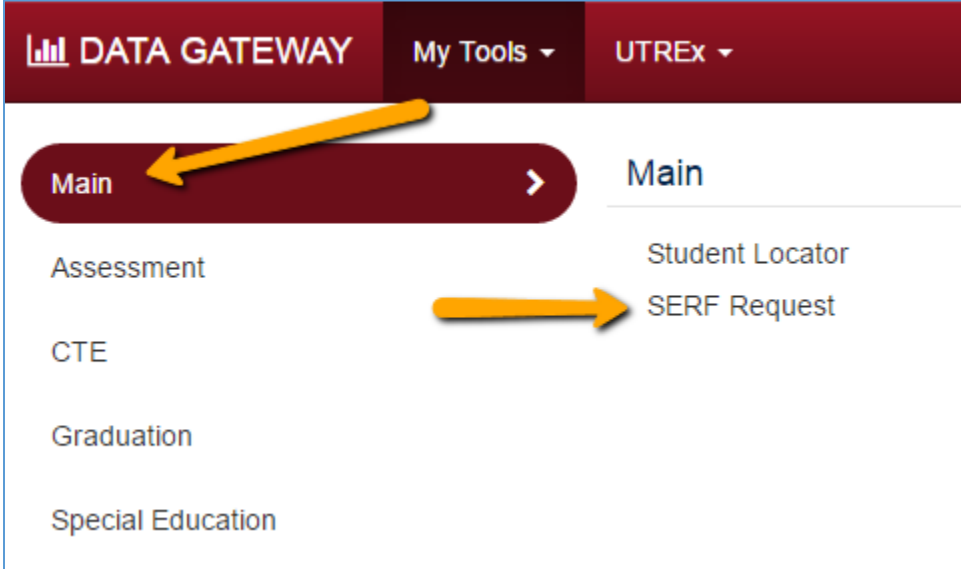 DATA GATEWAY My Tools UTREx
Main
Assessment
CTE
Graduation
Special Education
Main
Student Locator
SERF Request